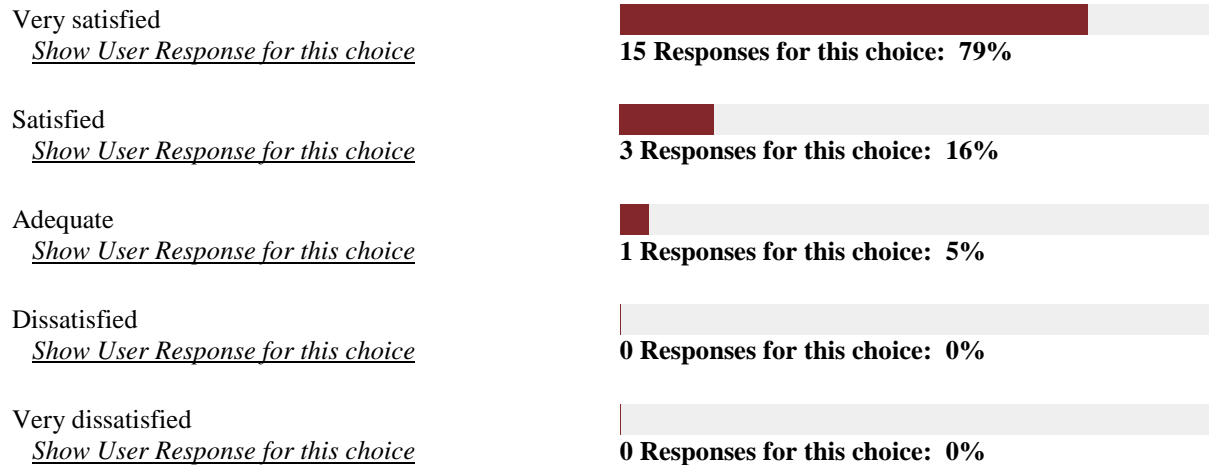 Very satisfied
Show User Response for this choice
15 Responses for this choice:  79%
Satisfied
Show User Response for this choice
3 Responses for this choice:  16%
Adequate
Show User Response for this choice
1 Responses for this choice:  5%
Dissatisfied
Show User Response for this choice
0 Responses for this choice:  0%
Very dissatisfied
Show User Response for this choice
0 Responses for this choice:  0%